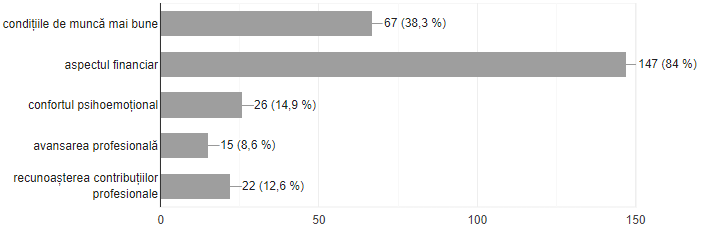 condițiile de muncă mai bune
67 (38,3 %)
aspectul financiar
147 (84 %)
confortul psihoemoțional
26 (14,9 %)
avansarea profesională
15 (8,6 %)
recunoașterea contribuțiilor
profesionale
22 (12,6 %)
0
50
100
150